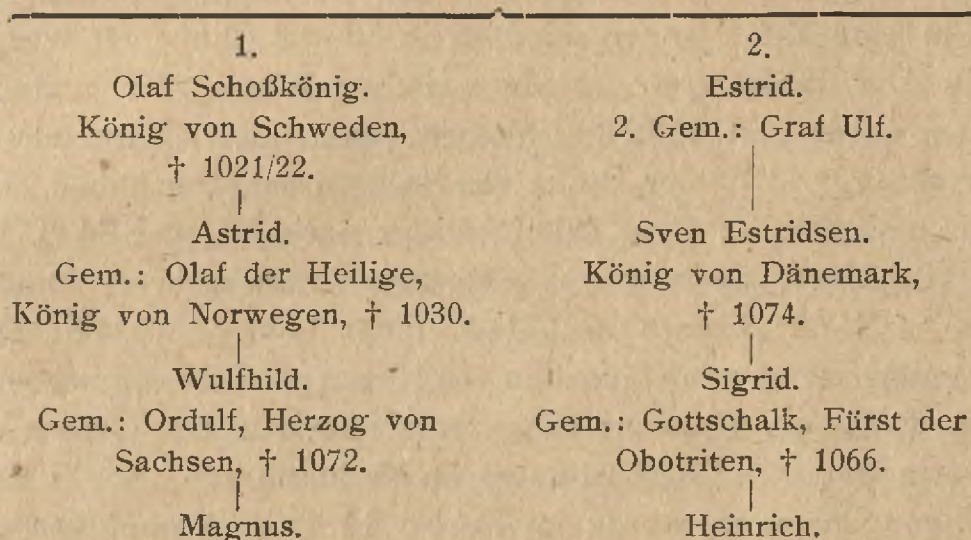 1.
Olaf Schoßkönig.
König von Schweden,
† 1021/22.
Astrid.
Gem.: Olaf der Heilige,
König von Norwegen, † 1030.
Wulfhild.
Gem.: Ordulf, Herzog von
Sachsen, † 1072.
Magnus.
2.
Estrid.
2. Gem.: Graf Ulf.
Sven Estridsen.
König von Dänemark,
† 1074.
Sigrid.
Gem.: Gottschalk, Fürst der
Obotriten, † 1066.
Heinrich.